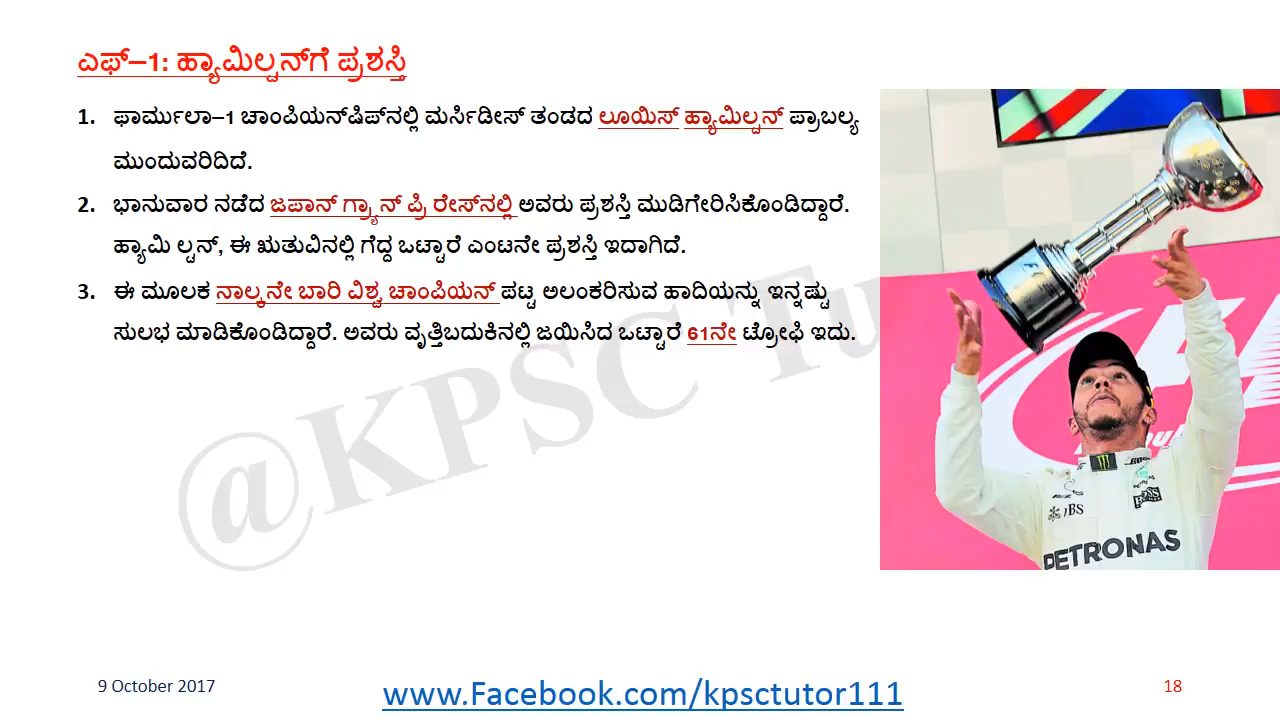 ಎಫ್–1: ಹ್ಯಾಮಿಲ್ಟನ್‌ಗೆ ಪ್ರಶಸ್ತಿ
1. ಫಾರ್ಮುಲಾ–1 ಚಾಂಪಿಯನ್‌ಷಿಪ್‌ನಲ್ಲಿ ಮರ್ಸಿಡೀಸ್ ತಂಡದ ಲೂಯಿಸ್ ಹ್ಯಾಮಿಲ್ಟನ್ ಪ್ರಾಬಲ್ಯ
ಮುಂದುವರಿದಿದೆ.
2. ಭಾನುವಾರ ನಡೆದ ಜಪಾನ್ ಗ್ರ್ಯಾನ್ ಪ್ರಿ ರೇಸ್‌ನಲ್ಲಿ ಅವರು ಪ್ರಶಸ್ತಿ ಮುಡಿಗೇರಿಸಿಕೊಂಡಿದ್ದಾರೆ.
ಹ್ಯಾಮಿ ಲ್ಟನ್, ಈ ಋತುವಿನಲ್ಲಿ ಗೆದ್ದ ಒಟ್ಟಾರೆ ಎಂಟನೇ ಪ್ರಶಸ್ತಿ ಇದಾಗಿದೆ.
3. ಈ ಮೂಲಕ ನಾಲ್ಕನೇ ಬಾರಿ ವಿಶ್ವ ಚಾಂಪಿಯನ್ ಪಟ್ಟ ಅಲಂಕರಿಸುವ ಹಾದಿಯನ್ನು ಇನ್ನಷ್ಟು
ಸುಲಭ ಮಾಡಿಕೊಂಡಿದ್ದಾರೆ. ಅವರು ವೃತ್ತಿಬದುಕಿನಲ್ಲಿ ಜಯಿಸಿದ ಒಟ್ಟಾರೆ 61ನೇ ಟ್ರೋಫಿ ಇದು.
@KPSC Tu
PETRONAS
9 October 2017
www.Facebook.com/kpsctutor111
18